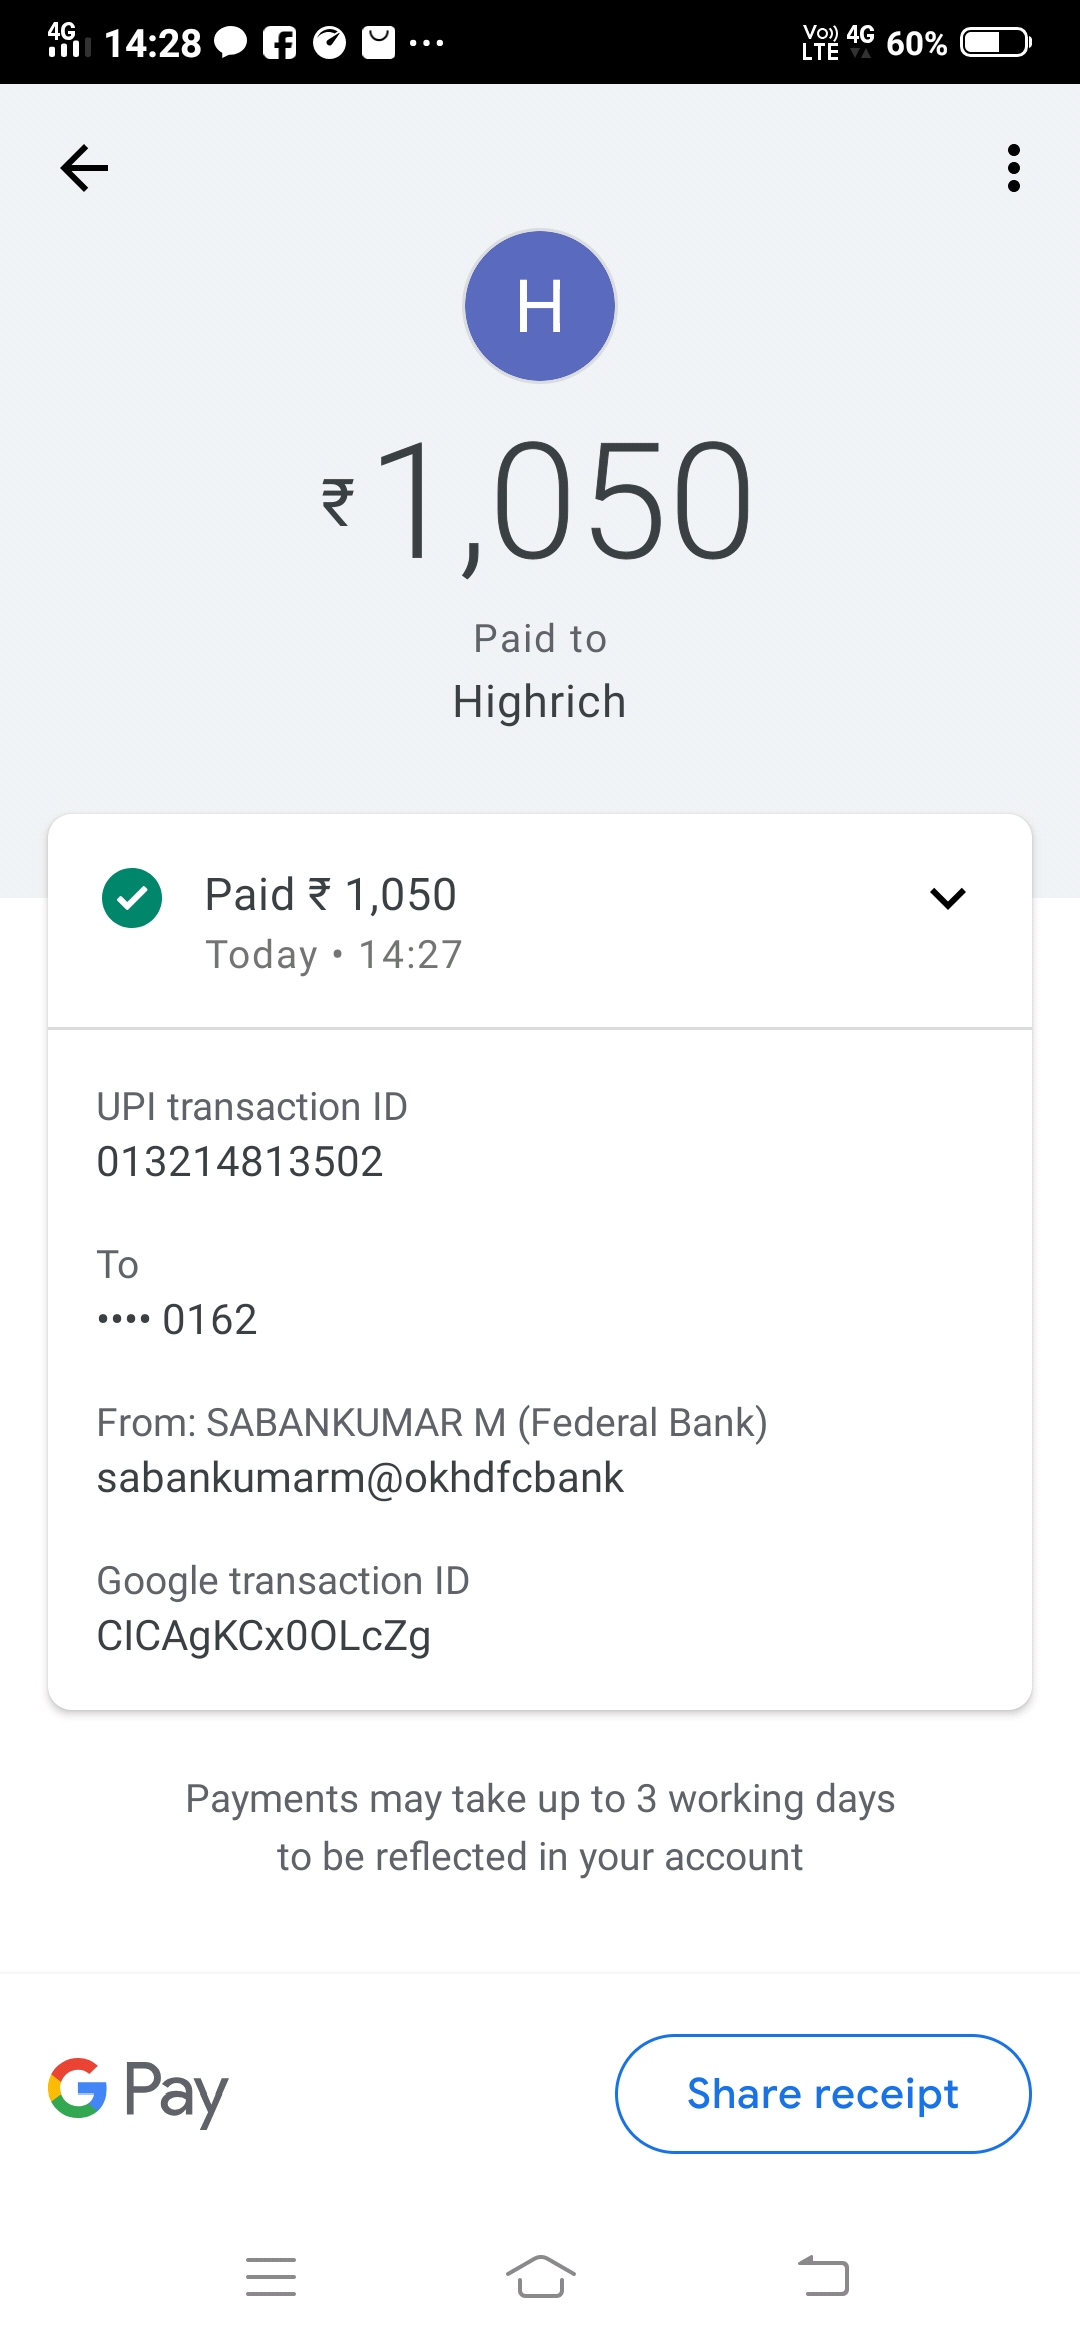 4G 14:28 VoLTE 4G 60%
H
₹1,050
Paid to
Highrich
Paid ₹ 1,050
Today • 14:27
UPI transaction ID
013214813502
To
•••• 0162
From: SABANKUMAR M (Federal Bank)
sabankumarm@okhdfcbank
Google transaction ID
CICAgKCx0OLcZg
Payments may take up to 3 working days
to be reflected in your account
G Pay
Share receipt